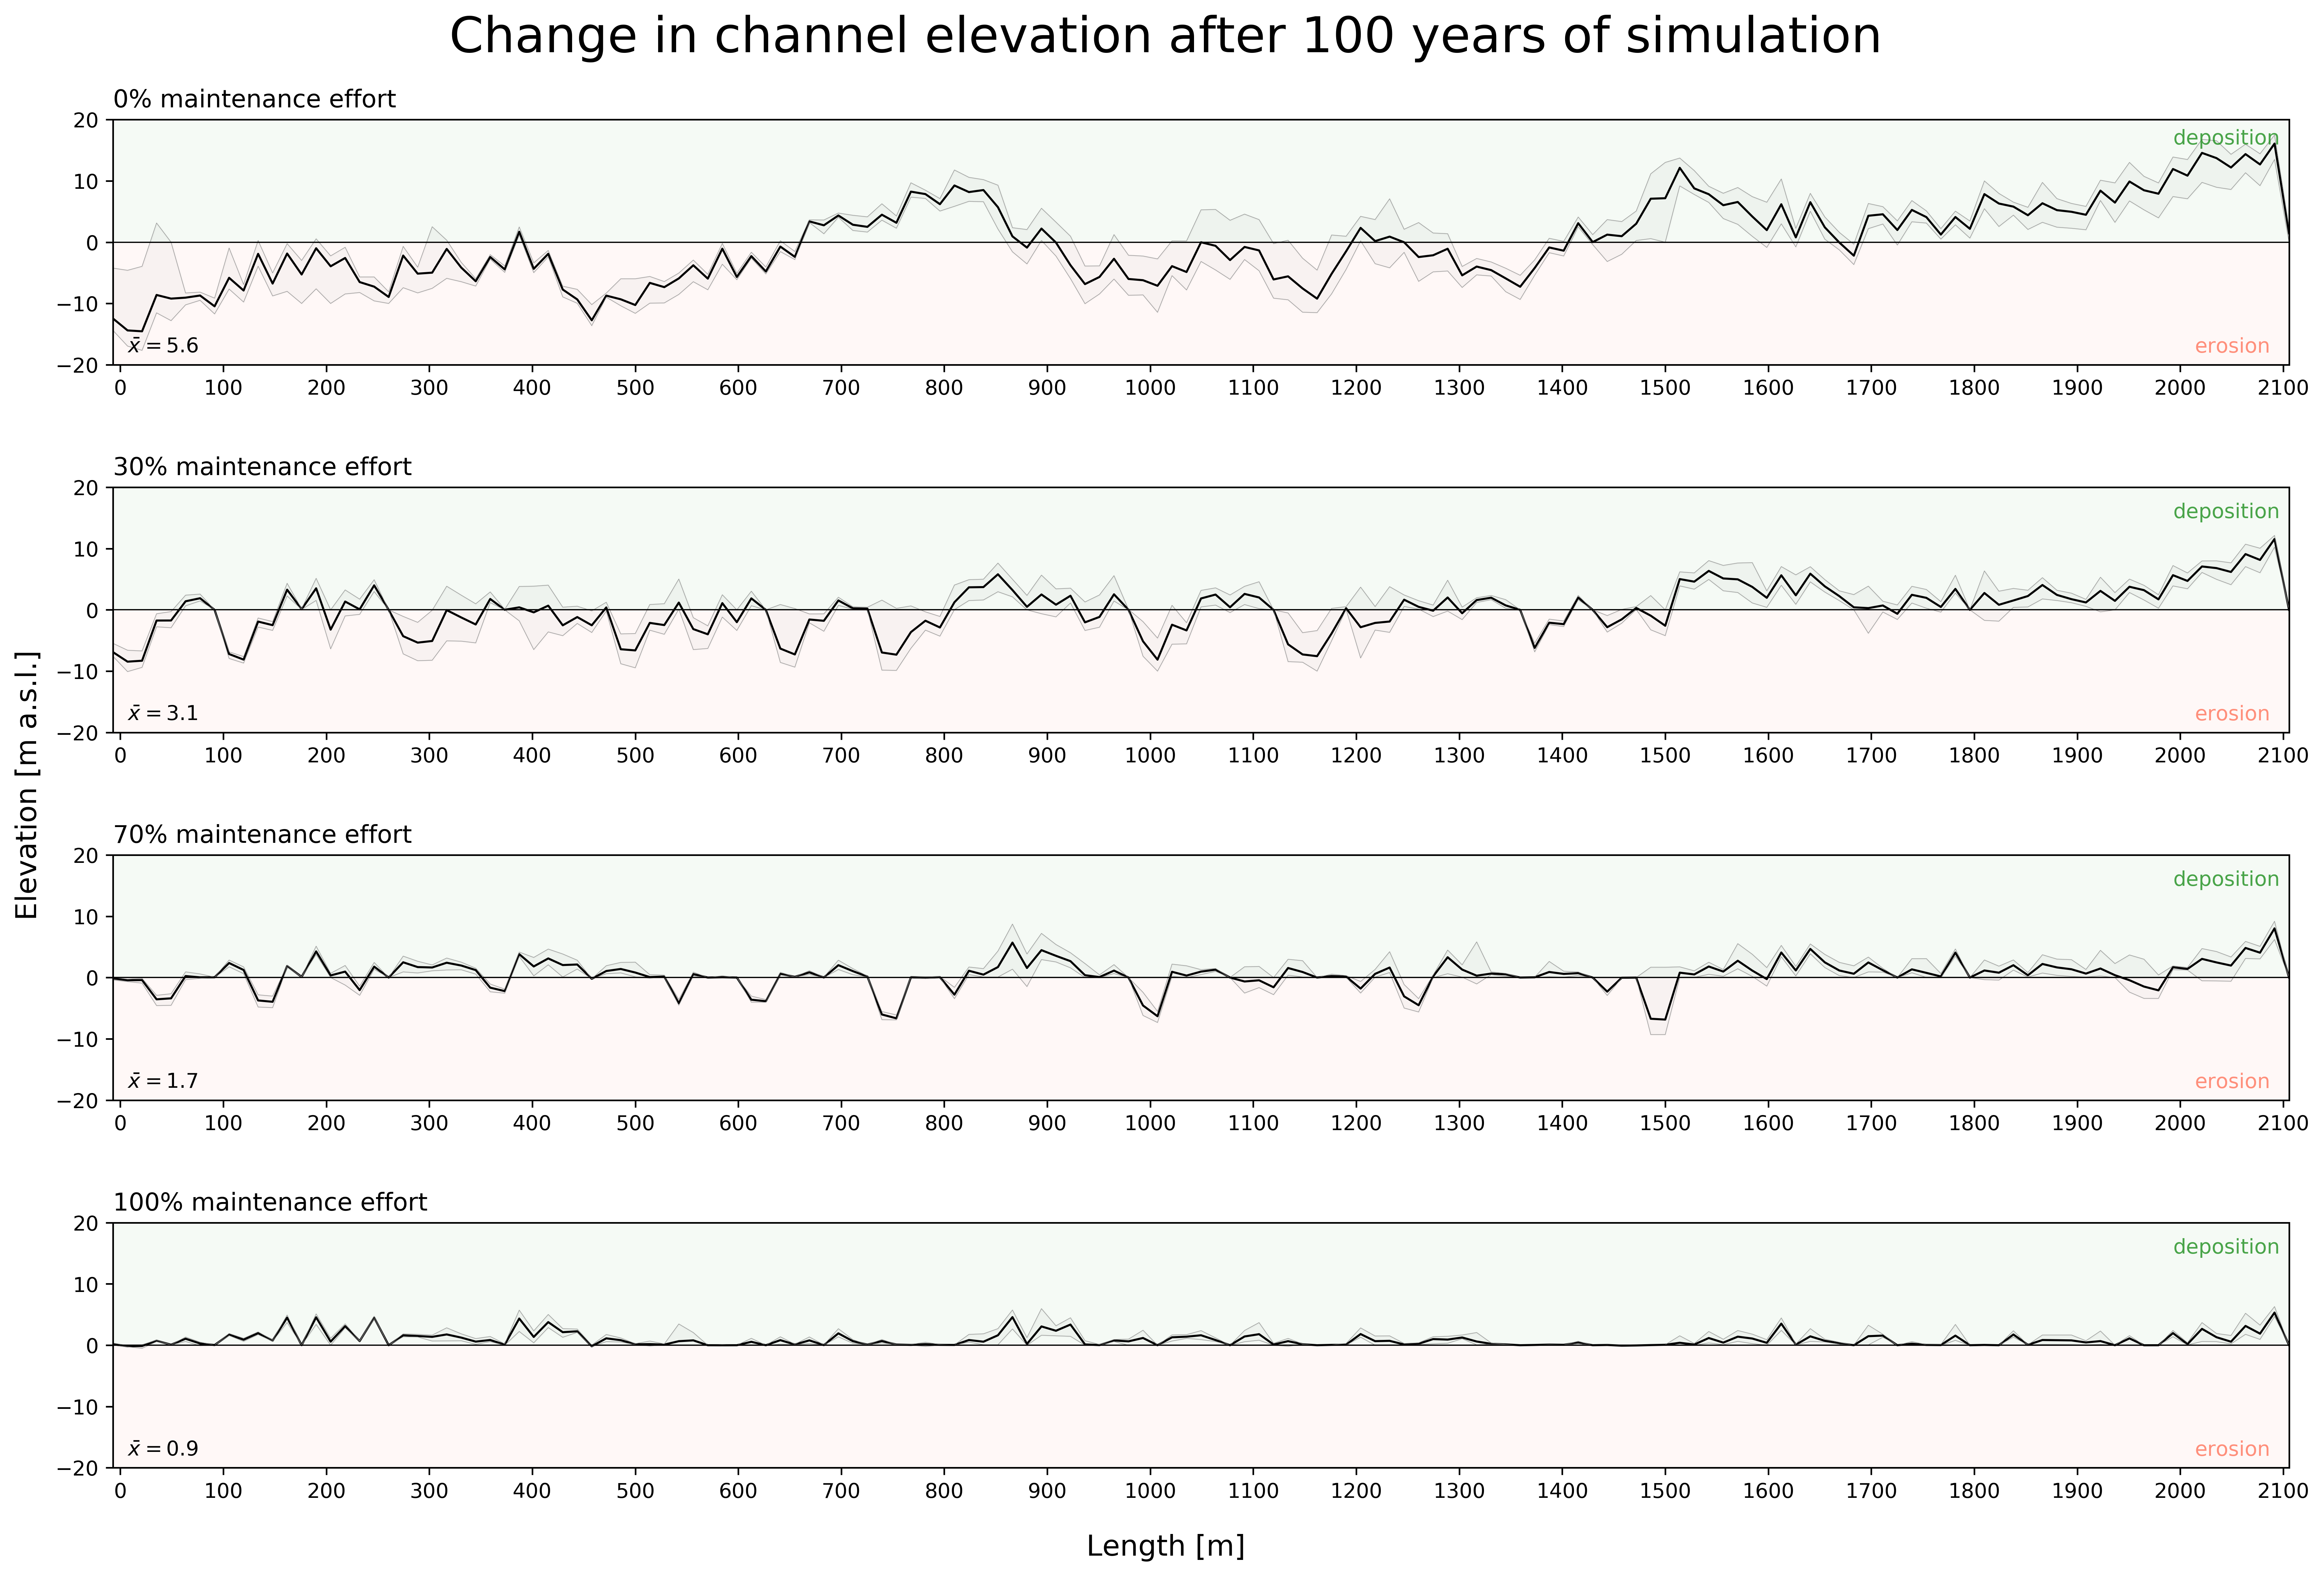 Change in channel elevation after 100 years of simulation
0% maintenance effort
20
deposition
10
0
−10
x̄ = 5.6
erosion
−20
0 100 200 300 400 500 600 700 800 900 1000 1100 1200 1300 1400 1500 1600 1700 1800 1900 2000 2100
30% maintenance effort
20
deposition
10
0
−10
x̄ = 3.1
erosion
−20
0 100 200 300 400 500 600 700 800 900 1000 1100 1200 1300 1400 1500 1600 1700 1800 1900 2000 2100
Elevation [m a.s.l.]
70% maintenance effort
20
deposition
10
0
−10
x̄ = 1.7
erosion
−20
0 100 200 300 400 500 600 700 800 900 1000 1100 1200 1300 1400 1500 1600 1700 1800 1900 2000 2100
100% maintenance effort
20
deposition
10
0
−10
x̄ = 0.9
erosion
−20
0 100 200 300 400 500 600 700 800 900 1000 1100 1200 1300 1400 1500 1600 1700 1800 1900 2000 2100
Length [m]